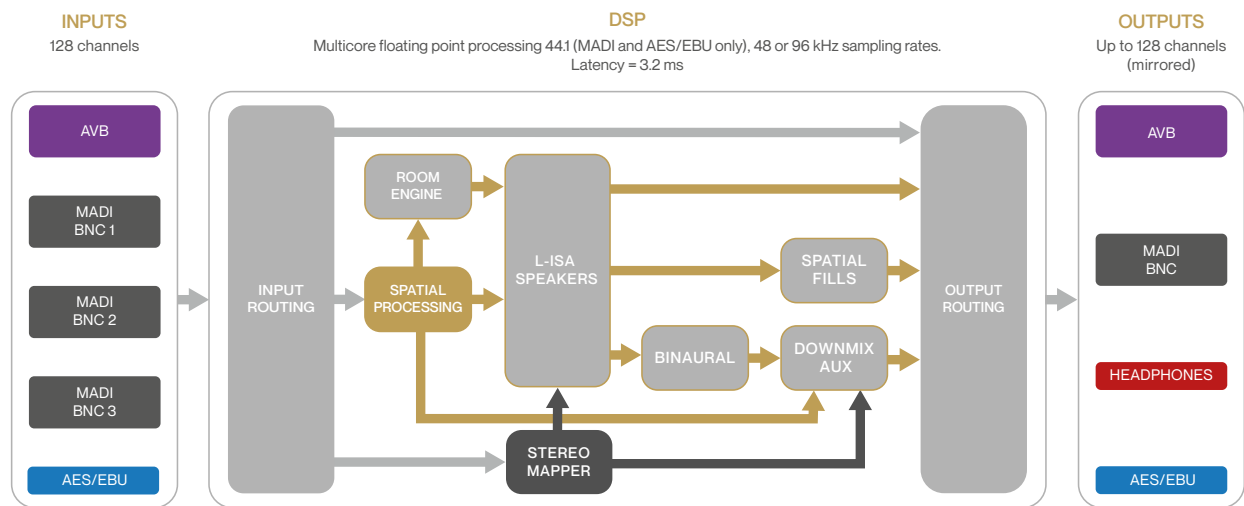 INPUTS
128 channels
DSP
Multicore floating point processing 44.1 (MADI and AES/EBU only), 48 or 96 kHz sampling rates.
Latency = 3.2 ms
OUTPUTS
Up to 128 channels
(mirrored)
AVB
MADI
BNC 1
MADI
BNC 2
MADI
BNC 3
AES/EBU
INPUT
ROUTING
ROOM
ENGINE
SPATIAL
PROCESSING
L-ISA
SPEAKERS
STEREO
MAPPER
BINAURAL
SPATIAL
FILLS
DOWNMIX
AUX
OUTPUT
ROUTING
AVB
MADI
BNC
HEADPHONES
AES/EBU